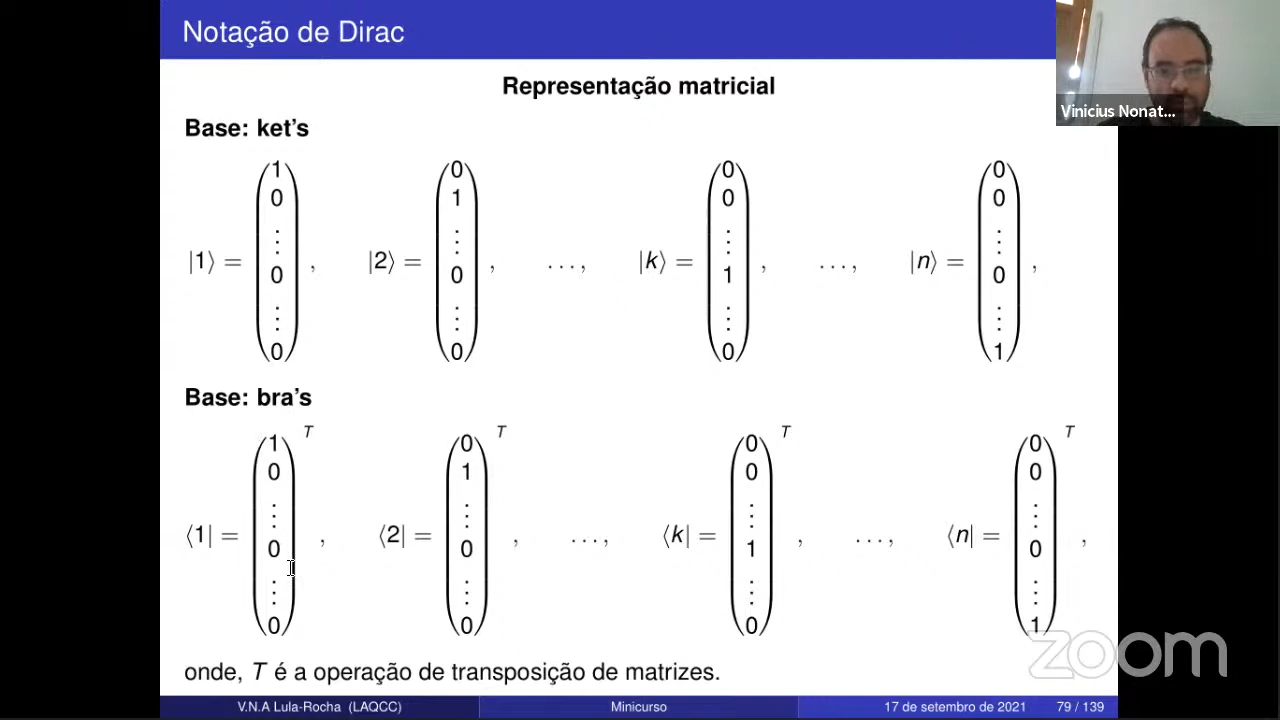 Notação de Dirac
Vinicius Nonat...
Representação matricial
Base: ket's
|1⟩ = (1 0 ⋮ 0 ⋮ 0), |2⟩ = (0 1 ⋮ 0 ⋮ 0), ..., |k⟩ = (0 0 ⋮ 1 ⋮ 0), ..., |n⟩ = (0 0 ⋮ 0 ⋮ 1),
Base: bra's
⟨1| = (1 0 ⋮ 0 ⋮ 0)ᵀ, ⟨2| = (0 1 ⋮ 0 ⋮ 0)ᵀ, ..., ⟨k| = (0 0 ⋮ 1 ⋮ 0)ᵀ, ..., ⟨n| = (0 0 ⋮ 0 ⋮ 1)ᵀ,
onde, T é a operação de transposição de matrizes.
zoom
V.N.A Lula-Rocha (LAQCC) Minicurso 17 de setembro de 2021 79 / 139